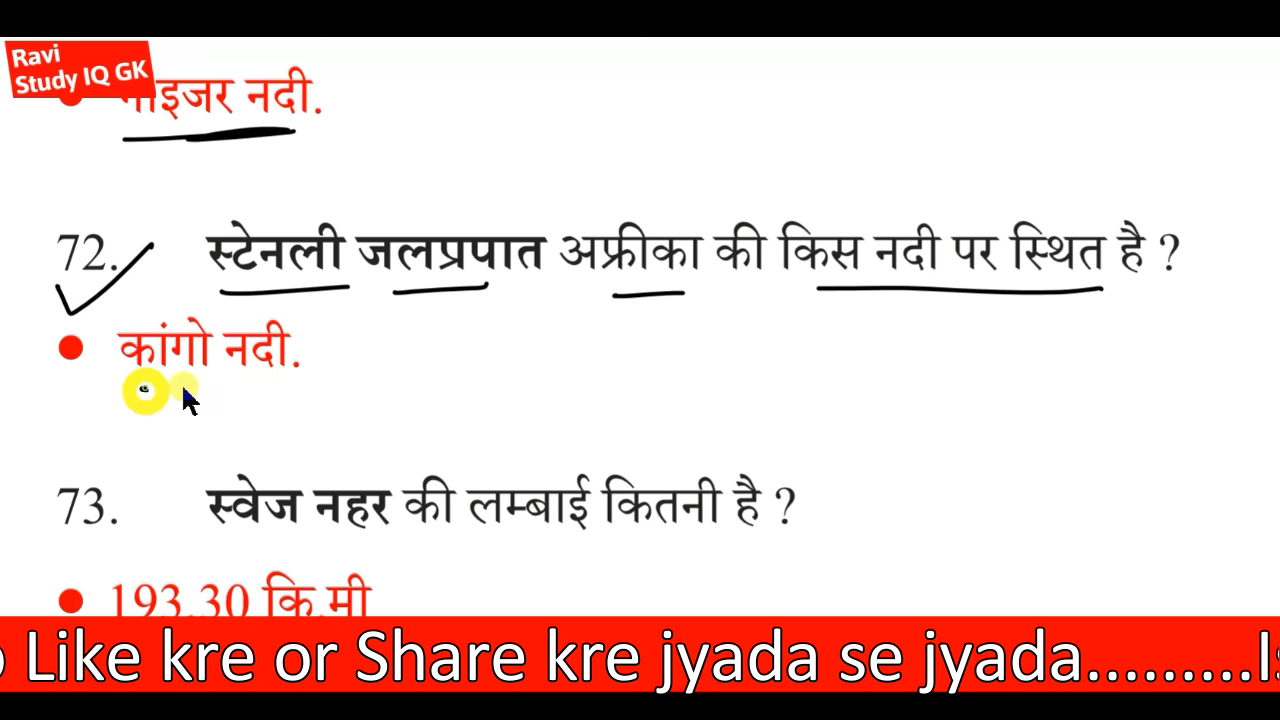 Ravi
Study IQ GK
नदी.
72. स्टेनली जलप्रपात अफ्रीका की किस नदी पर स्थित है ?
कांगो नदी.
73. स्वेज नहर की लम्बाई कितनी है ?
193.30 कि.मी
Like kre or Share kre jyada se jyada.........